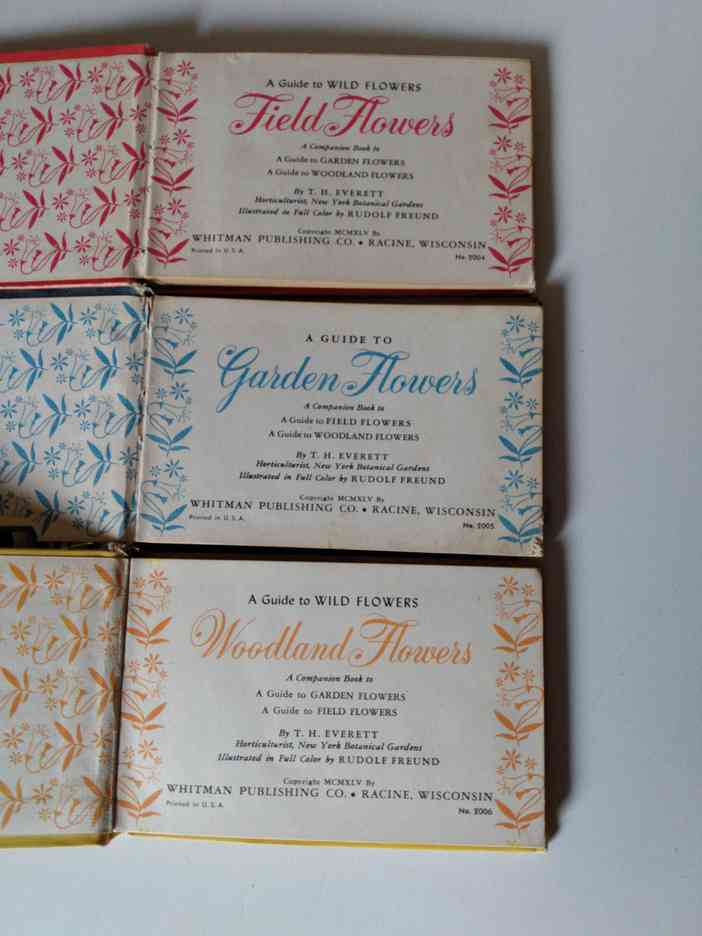 A Guide to WILD FLOWERS
Field Flowers
A Companion Book to
A Guide to GARDEN FLOWERS
A Guide to WOODLAND FLOWERS
By T. H. EVERETT
Horticulturist, New York Botanical Gardens
Illustrated in Full Color by RUDOLF FREUND
Copyright MCMXLV By
WHITMAN PUBLISHING CO. • RACINE, WISCONSIN
Printed in U.S.A.
No. 2004
A GUIDE TO
Garden Flowers
A Companion Book to
A Guide to FIELD FLOWERS
A Guide to WOODLAND FLOWERS
By T. H. EVERETT
Horticulturist, New York Botanical Gardens
Illustrated in Full Color by RUDOLF FREUND
Copyright MCMXLV By
WHITMAN PUBLISHING CO. • RACINE, WISCONSIN
Printed in U.S.A.
No. 2005
A Guide to WILD FLOWERS
Woodland Flowers
A Companion Book to
A Guide to GARDEN FLOWERS
A Guide to FIELD FLOWERS
By T. H. EVERETT
Horticulturist, New York Botanical Gardens
Illustrated in Full Color by RUDOLF FREUND
Copyright MCMXLV By
WHITMAN PUBLISHING CO. • RACINE, WISCONSIN
Printed in U.S.A.
No. 2006